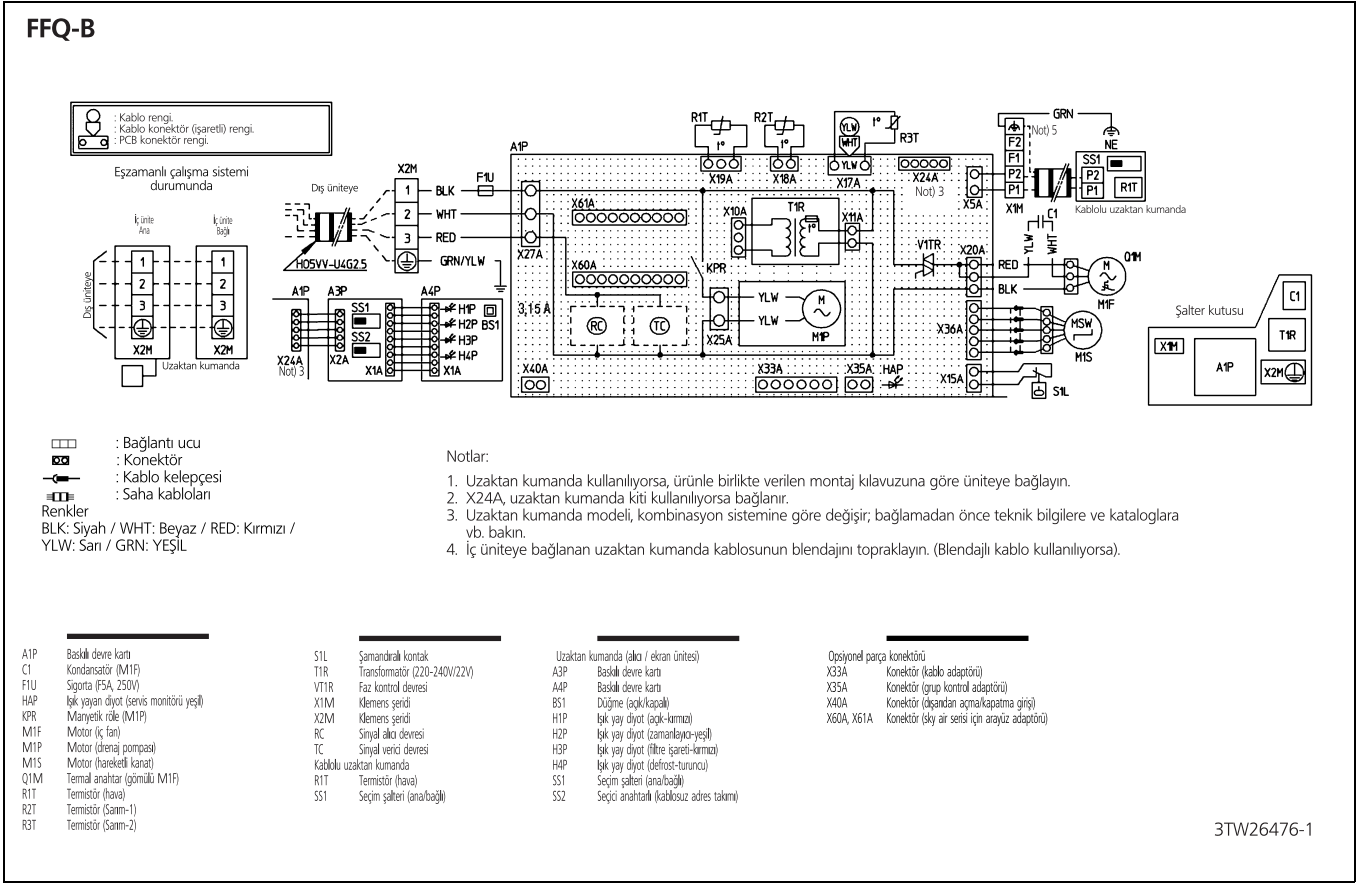 FFQ-B
: Kablo rengi.
: Kablo konektör (işaretli) rengi.
: PCB konektör rengi.
Eşzamanlı çalışma sistemi
durumunda
İç ünite
Ana
İç ünite
Bağlı
Dış üniteye
1
2
3
X2M
1
2
3
X2M
Uzaktan kumanda
Dış üniteye
H05VV-U4G2.5
X2M
1
2
3
BLK
WHT
RED
GRN/YLW
F1U
A1P
X24A
Not) 3
A3P
SS1
SS2
X2A
X1A
A4P
H1P
H2P
BS1
H3P
H4P
X1A
A1P
X27A
3,15 A
X61A
X60A
RC
TC
X40A
R1T
t°
X19A
R2T
t°
X18A
YLW
WHT
YLW
X17A
t°
R3T
X24A
Not) 3
X10A
T1R
t°
X11A
KPR
X25A
YLW
YLW
M
M1P
V1TR
X33A
X35A
HAP
X5A
X20A
X36A
X15A
F2
F1
P2
P1
X1M
Not) 5
GRN
NE
SS1
P2
P1
R1T
Kablolu uzaktan kumanda
C1
YLW
WHT
RED
BLK
Q1M
M
M1F
MSW
M1S
S1L
Şalter kutusu
C1
T1R
X1M
A1P
X2M
: Bağlantı ucu
: Konektör
: Kablo kelepçesi
: Saha kabloları
Renkler
BLK: Siyah / WHT: Beyaz / RED: Kırmızı /
YLW: Sarı / GRN: YEŞİL
Notlar:
1. Uzaktan kumanda kullanılıyorsa, ürünle birlikte verilen montaj kılavuzuna göre üniteye bağlayın.
2. X24A, uzaktan kumanda kiti kullanılıyorsa bağlanır.
3. Uzaktan kumanda modeli, kombinasyon sistemine göre değişir; bağlamadan önce teknik bilgilere ve kataloglara
vb. bakın.
4. İç üniteye bağlanan uzaktan kumanda kablosunun blendajını topraklayın. (Blendajlı kablo kullanılıyorsa).
A1P Baskılı devre kartı
C1 Kondansatör (M1F)
F1U Sigorta (F5A, 250V)
HAP Işık yayan diyot (servis monitörü yeşil)
KPR Manyetik röle (M1P)
M1F Motor (iç fan)
M1P Motor (drenaj pompası)
M1S Motor (hareketli kanat)
Q1M Termal anahtar (gömülü M1F)
R1T Termistör (hava)
R2T Termistör (Sarım-1)
R3T Termistör (Sarım-2)
S1L Şamandıralı kontak
T1R Transformatör (220-240V/22V)
VT1R Faz kontrol devresi
X1M Klemens şeridi
X2M Klemens şeridi
RC Sinyal alıcı devresi
TC Sinyal verici devresi
Kablolu uzaktan kumanda
R1T Termistör (hava)
SS1 Seçim şalteri (ana/bağlı)
Uzaktan kumanda (alıcı / ekran ünitesi)
A3P Baskılı devre kartı
A4P Baskılı devre kartı
BS1 Düğme (açık/kapalı)
H1P Işık yay diyot (açık-kırmızı)
H2P Işık yay diyot (zamanlayıcı-yeşil)
H3P Işık yay diyot (filtre işareti-kırmızı)
H4P Işık yay diyot (defrost-turuncu)
SS1 Seçim şalteri (ana/bağlı)
SS2 Seçici anahtarlı (kablosuz adres takımı)
Opsiyonel parça konektörü
X33A Konektör (kablo adaptörü)
X35A Konektör (grup kontrol adaptörü)
X40A Konektör (dışarıdan açma/kapatma girişi)
X60A, X61A Konektör (sky air serisi için arayüz adaptörü)
3TW26476-1